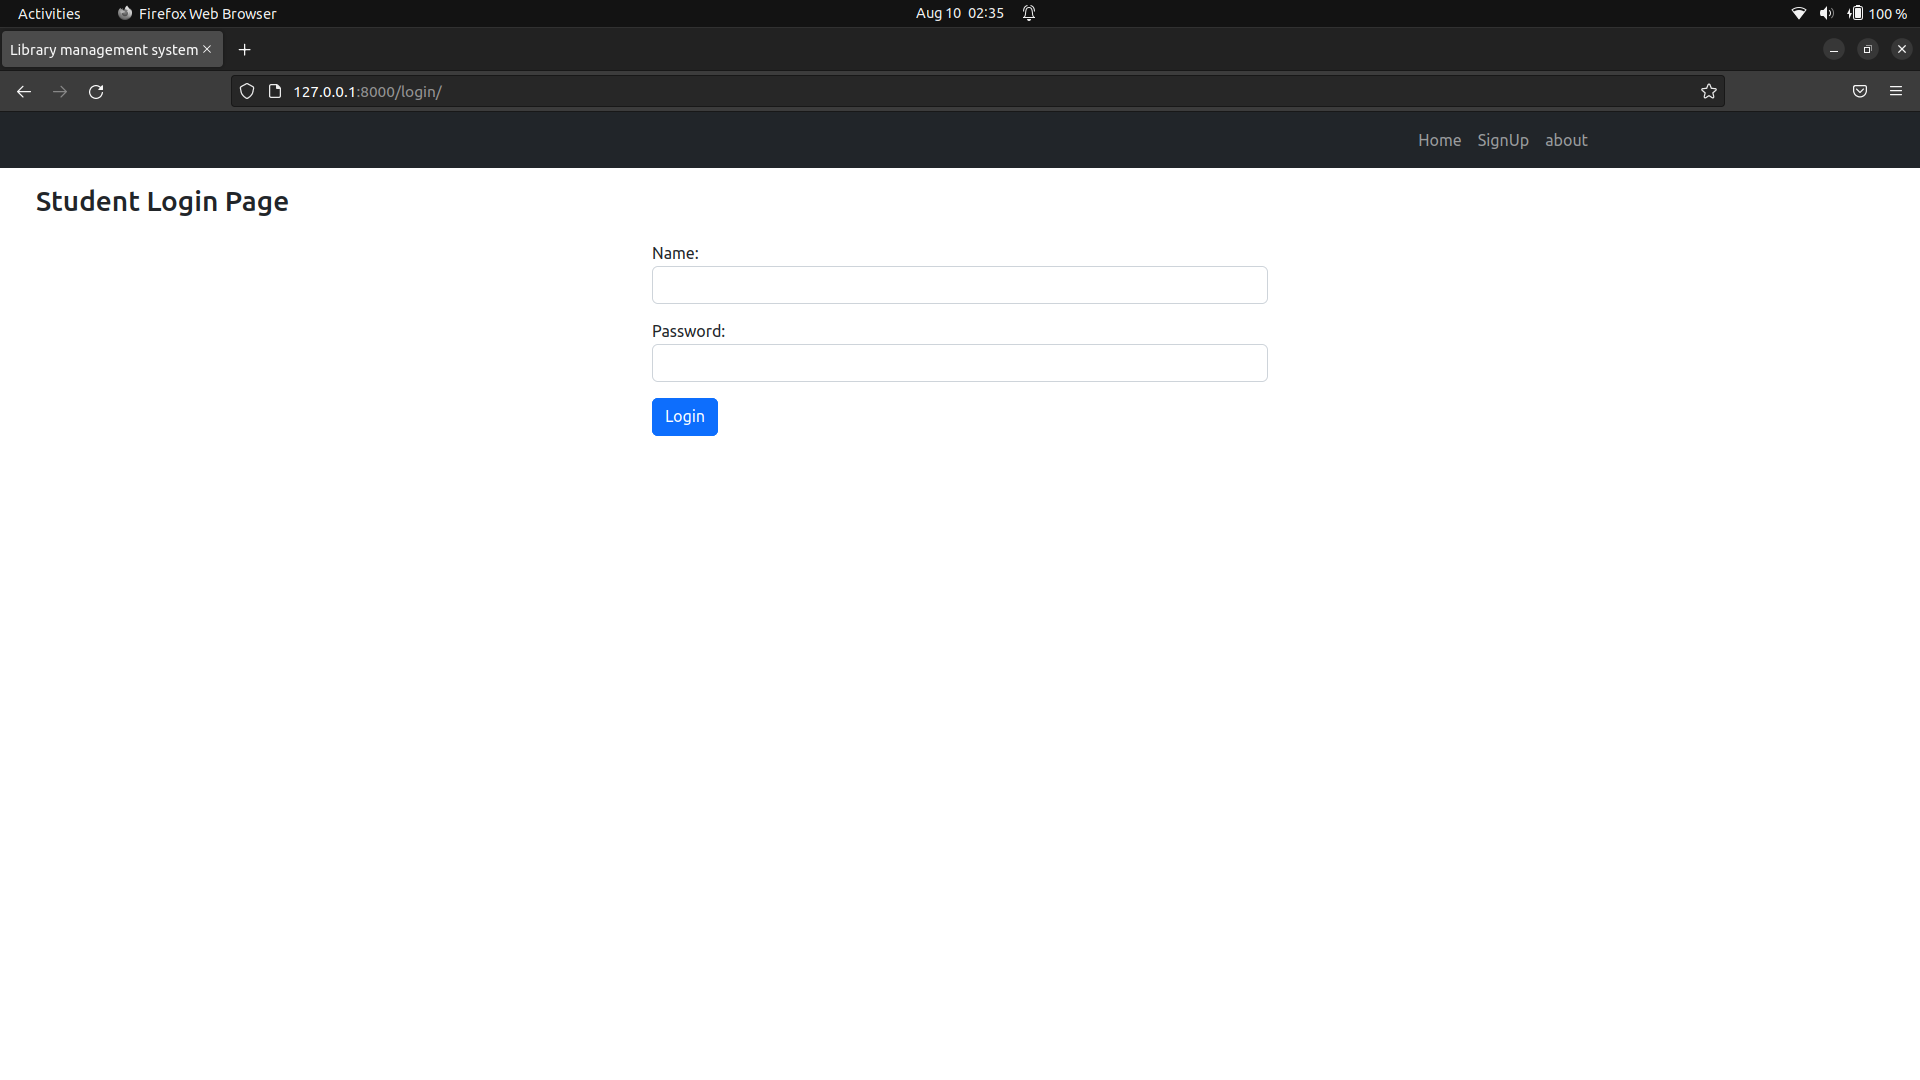 Activities Firefox Web Browser Aug 10 02:35 100 %
Library management system
127.0.0.1:8000/login/
Home SignUp about
Student Login Page
Name:
Password:
Login